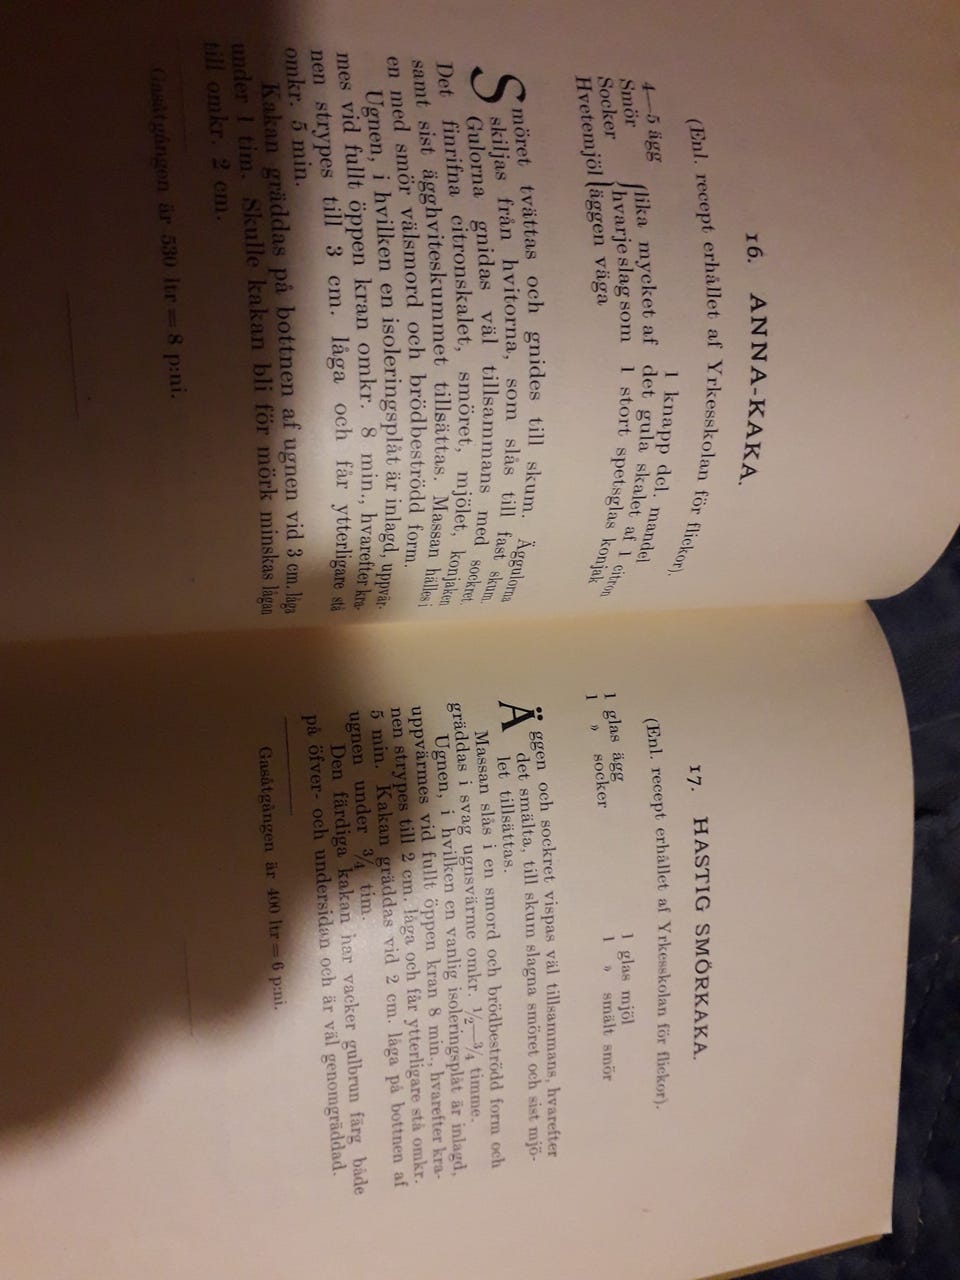 16. ANNA-KAKA.
(Enl. recept erhållet af Yrkesskolan för flickor).
4—5 ägg
Smör
Socker
Hvetemjöl
lika mycket af
hvarje slag som
äggen väga
1 knapp del. mandel
det gula skalet af 1 citron
1 stort spetsglas konjak
Smöret tvättas och gnides till skum. Äggulorna
skiljas från hvitorna, som slås till fast skum.
Gulorna gnidas väl tillsammans med sockret.
Det finrifna citronskalet, smöret, mjölet, konjaken
samt sist ägghviteskummet tillsättas. Massan hälles i
en med smör välsmord och brödbeströdd form.
Ugnen, i hvilken en isoleringsplåt är inlagd, uppvär-
mes vid fullt öppen kran omkr. 8 min., hvarefter kra-
nen strypes till 3 cm. låga och får ytterligare stå
omkr. 5 min.
Kakan gräddas på bottnen af ugnen vid 3 cm. låga
under 1 tim. Skulle kakan bli för mörk minskas lågan
till omkr. 2 cm.
Gasåtgången är 530 ltr = 8 p:ni.
17. HASTIG SMÖRKAKA.
(Enl. recept erhållet af Yrkesskolan för flickor).
1 glas ägg
1 „ socker
1 glas mjöl
1 „ smält smör
Äggen och sockret vispas väl tillsammans, hvarefter
det smälta, till skum slagna smöret och sist mjö-
let tillsättas.
Massan slås i en smord och brödbeströdd form och
gräddas i svag ugnsvärme omkr. 1/2—3/4 timme.
Ugnen, i hvilken en vanlig isoleringsplåt är inlagd,
uppvärmes vid fullt öppen kran 8 min., hvarefter kra-
nen strypes till 2 cm. låga och får ytterligare stå omkr.
5 min. Kakan gräddas vid 2 cm. låga på bottnen af
ugnen under 3/4 tim.
Den färdiga kakan har vacker gulbrun färg både
på öfver- och undersidan och är väl genomgräddad.
Gasåtgången är 400 ltr = 6 p:ni.